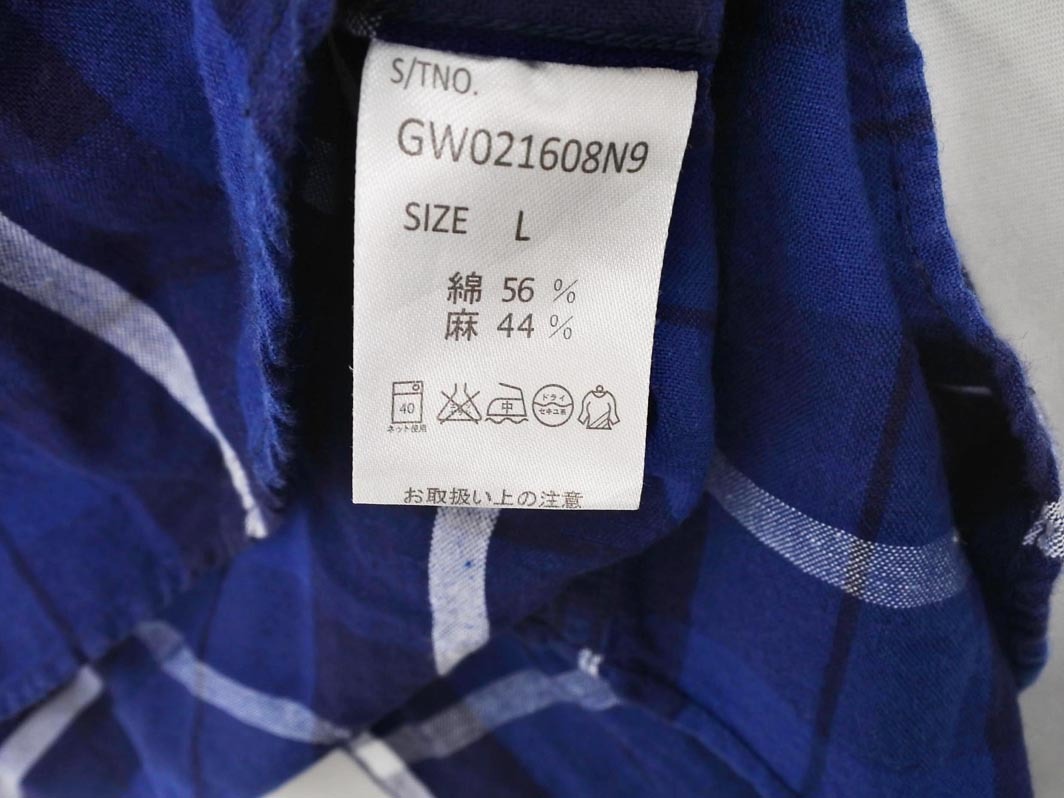 S/TNO.
GW021608N9
SIZE L
綿 56 %
麻 44 %
40 中 ドライ
セキユ系
ネット使用
お取扱い上の注意